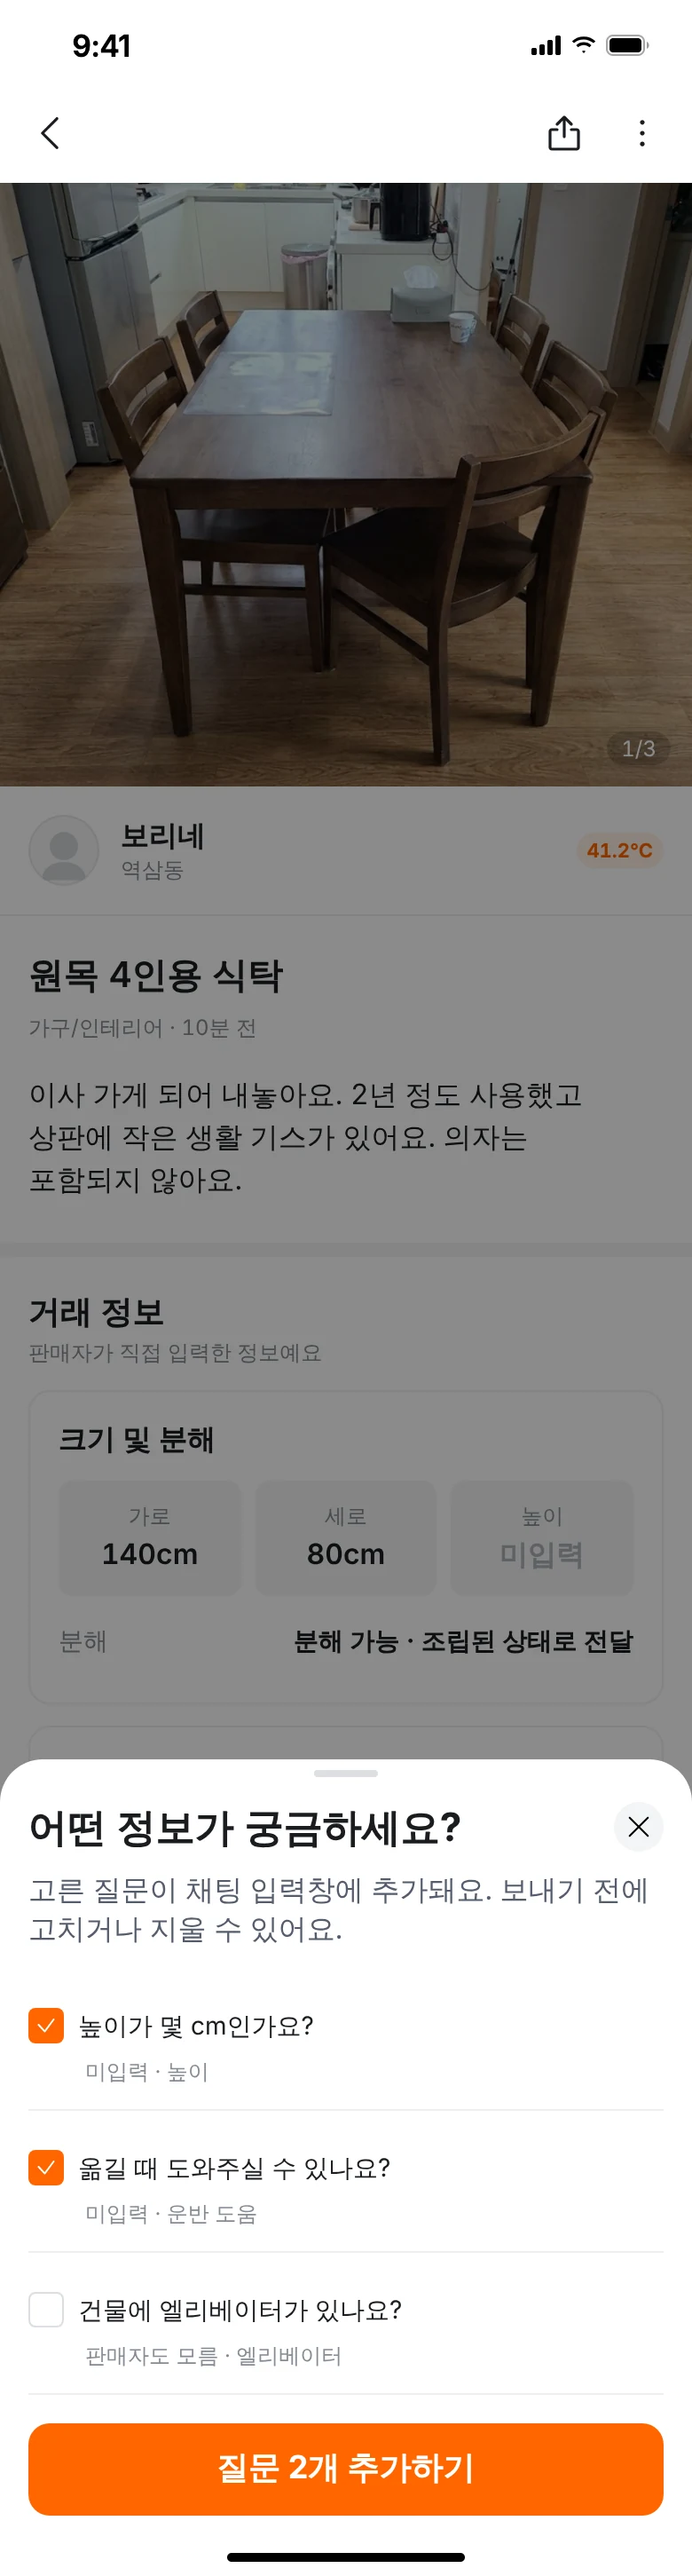 9:41
1/3
보리네
역삼동
41.2°C
원목 4인용 식탁
가구/인테리어 · 10분 전
이사 가게 되어 내놓아요. 2년 정도 사용했고
상판에 작은 생활 기스가 있어요. 의자는
포함되지 않아요.
거래 정보
판매자가 직접 입력한 정보예요
크기 및 분해
가로
140cm
세로
80cm
높이
미입력
분해
분해 가능 · 조립된 상태로 전달
어떤 정보가 궁금하세요?
고른 질문이 채팅 입력창에 추가돼요. 보내기 전에
고치거나 지울 수 있어요.
높이가 몇 cm인가요?
미입력 · 높이
옮길 때 도와주실 수 있나요?
미입력 · 운반 도움
건물에 엘리베이터가 있나요?
판매자도 모름 · 엘리베이터
질문 2개 추가하기